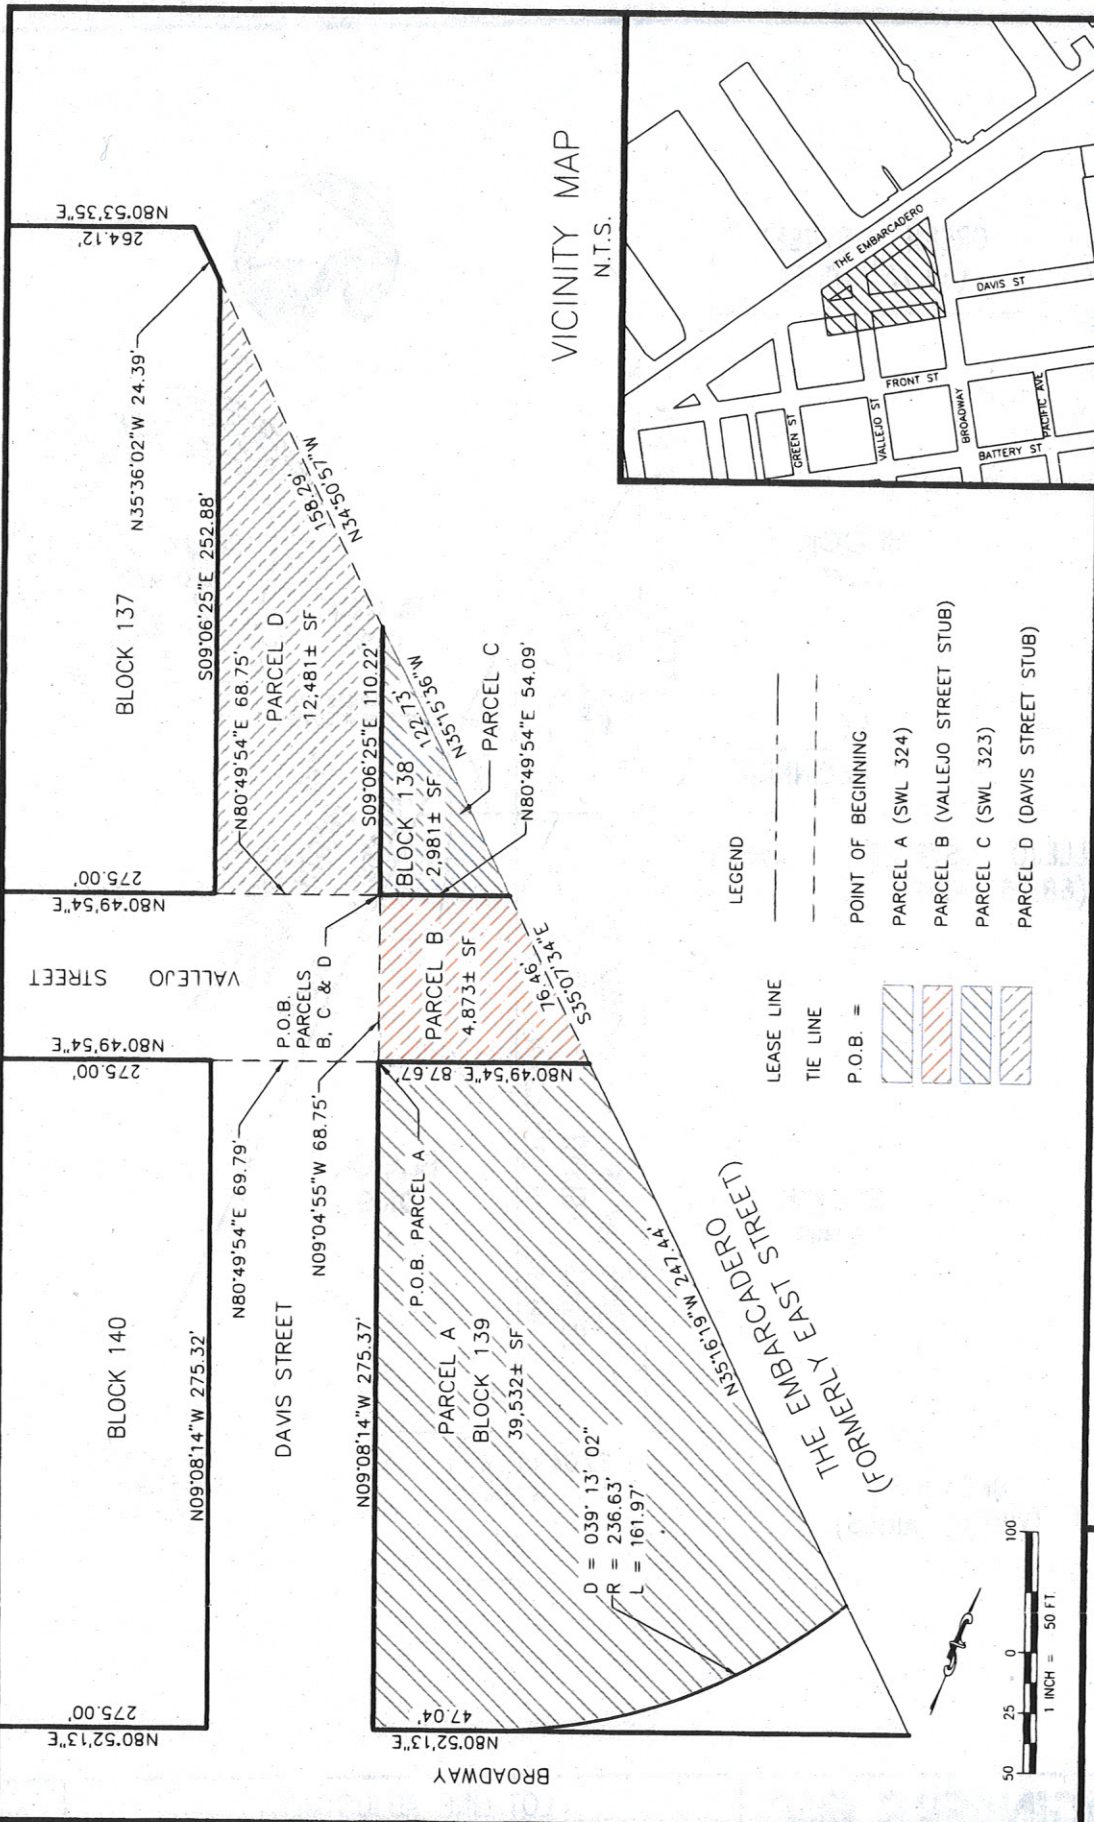 BLOCK 137
N80°53'35"E
264.12'
N35°36'02"W 24.39'
S09°06'25"E 252.88'
275.00'
N80°49'54"E
N80°49'54"E 68.75'
PARCEL D
12,481± SF
158.29'
N34°50'57"W
S09°06'25"E 110.22'
BLOCK 138
2,981± SF
122.73'
N35°15'36"W
PARCEL C
N80°49'54"E 54.09'
VALLEJO STREET
P.O.B.
PARCELS
B, C & D
PARCEL B
4,873± SF
76.46'
S35°07'34"E
N80°49'54"E
275.00'
N80°49'54"E 69.79'
N09°04'55"W 68.75'
N80°49'54"E 87.67'
P.O.B. PARCEL A
BLOCK 140
N09°08'14"W 275.32'
DAVIS STREET
N09°08'14"W 275.37'
PARCEL A
BLOCK 139
39,532± SF
D = 039° 13' 02"
R = 236.63'
L = 161.97'
N35°16'19"W 247.44'
THE EMBARCADERO
(FORMERLY EAST STREET)
275.00'
N80°52'13"E
47.04'
N80°52'13"E
BROADWAY
VICINITY MAP
N.T.S.
THE EMBARCADERO
DAVIS ST
FRONT ST
GREEN ST
VALLEJO ST
BROADWAY
PACIFIC AVE
BATTERY ST
LEGEND
LEASE LINE
TIE LINE
P.O.B. = POINT OF BEGINNING
PARCEL A (SWL 324)
PARCEL B (VALLEJO STREET STUB)
PARCEL C (SWL 323)
PARCEL D (DAVIS STREET STUB)
50 25 0 100
1 INCH = 50 FT.